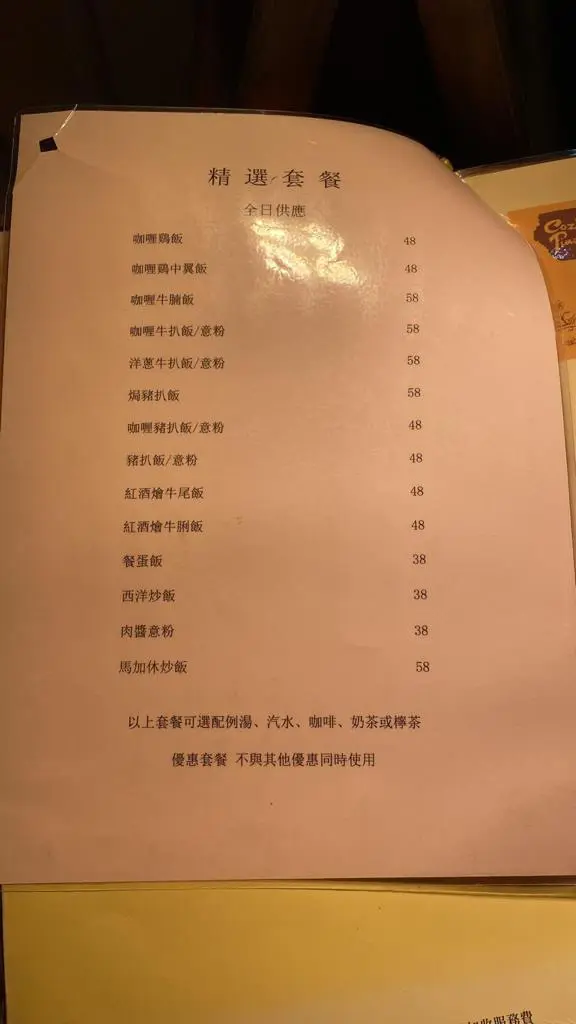 精選套餐
全日供應
咖喱鷄飯 48
咖喱鷄中翼飯 48
咖喱牛腩飯 58
咖喱牛扒飯/意粉 58
洋蔥牛扒飯/意粉 58
焗豬扒飯 58
咖喱豬扒飯/意粉 48
豬扒飯/意粉 48
紅酒燴牛尾飯 48
紅酒燴牛脷飯 48
餐蛋飯 38
西洋炒飯 38
肉醬意粉 38
馬加休炒飯 58
以上套餐可選配例湯、汽水、咖啡、奶茶或檸茶
優惠套餐 不與其他優惠同時使用
收服務費